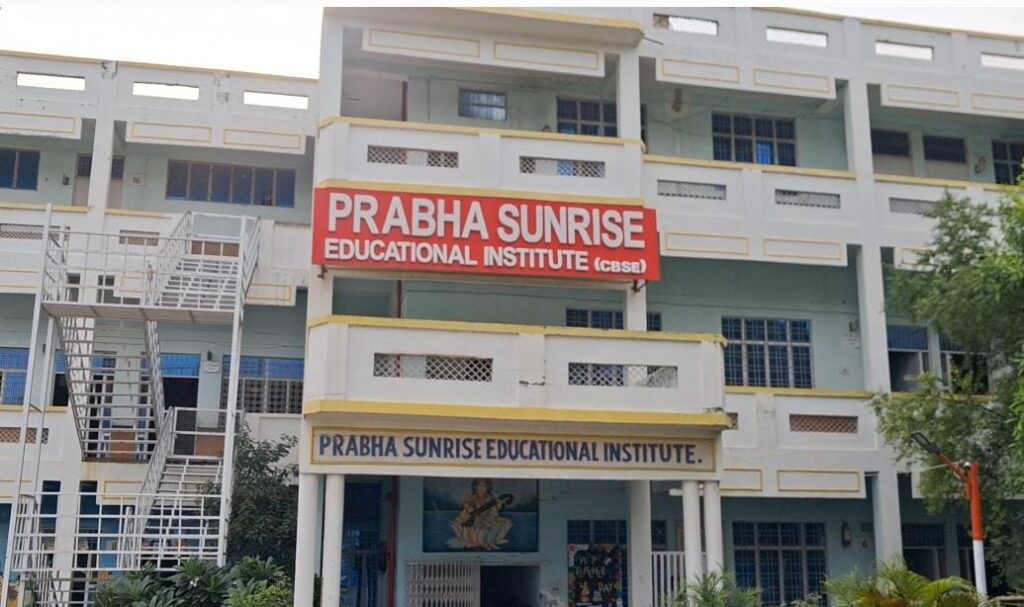 PRABHA SUNRISE
EDUCATIONAL INSTITUTE (CBSE)
PRABHA SUNRISE EDUCATIONAL INSTITUTE.